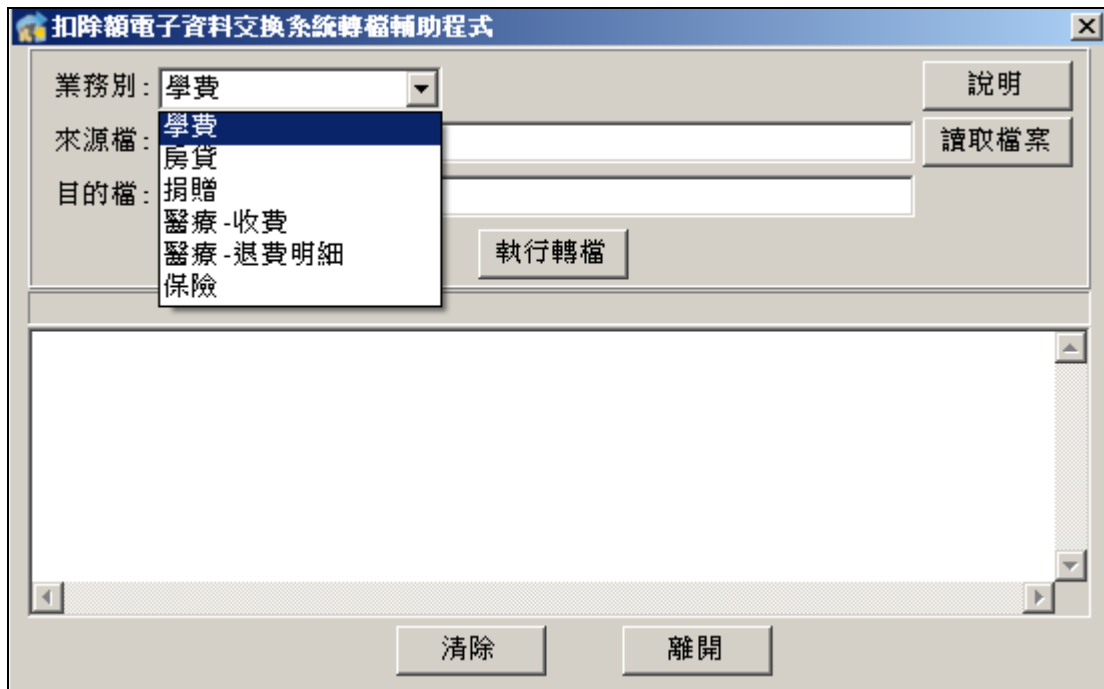 扣除額電子資料交換系統轉檔輔助程式
業務別: 學費 說明
學費
來源檔: 讀取檔案
房貸
捐贈
目的檔:
醫療-收費
醫療-退費明細
執行轉檔
保險
清除 離開